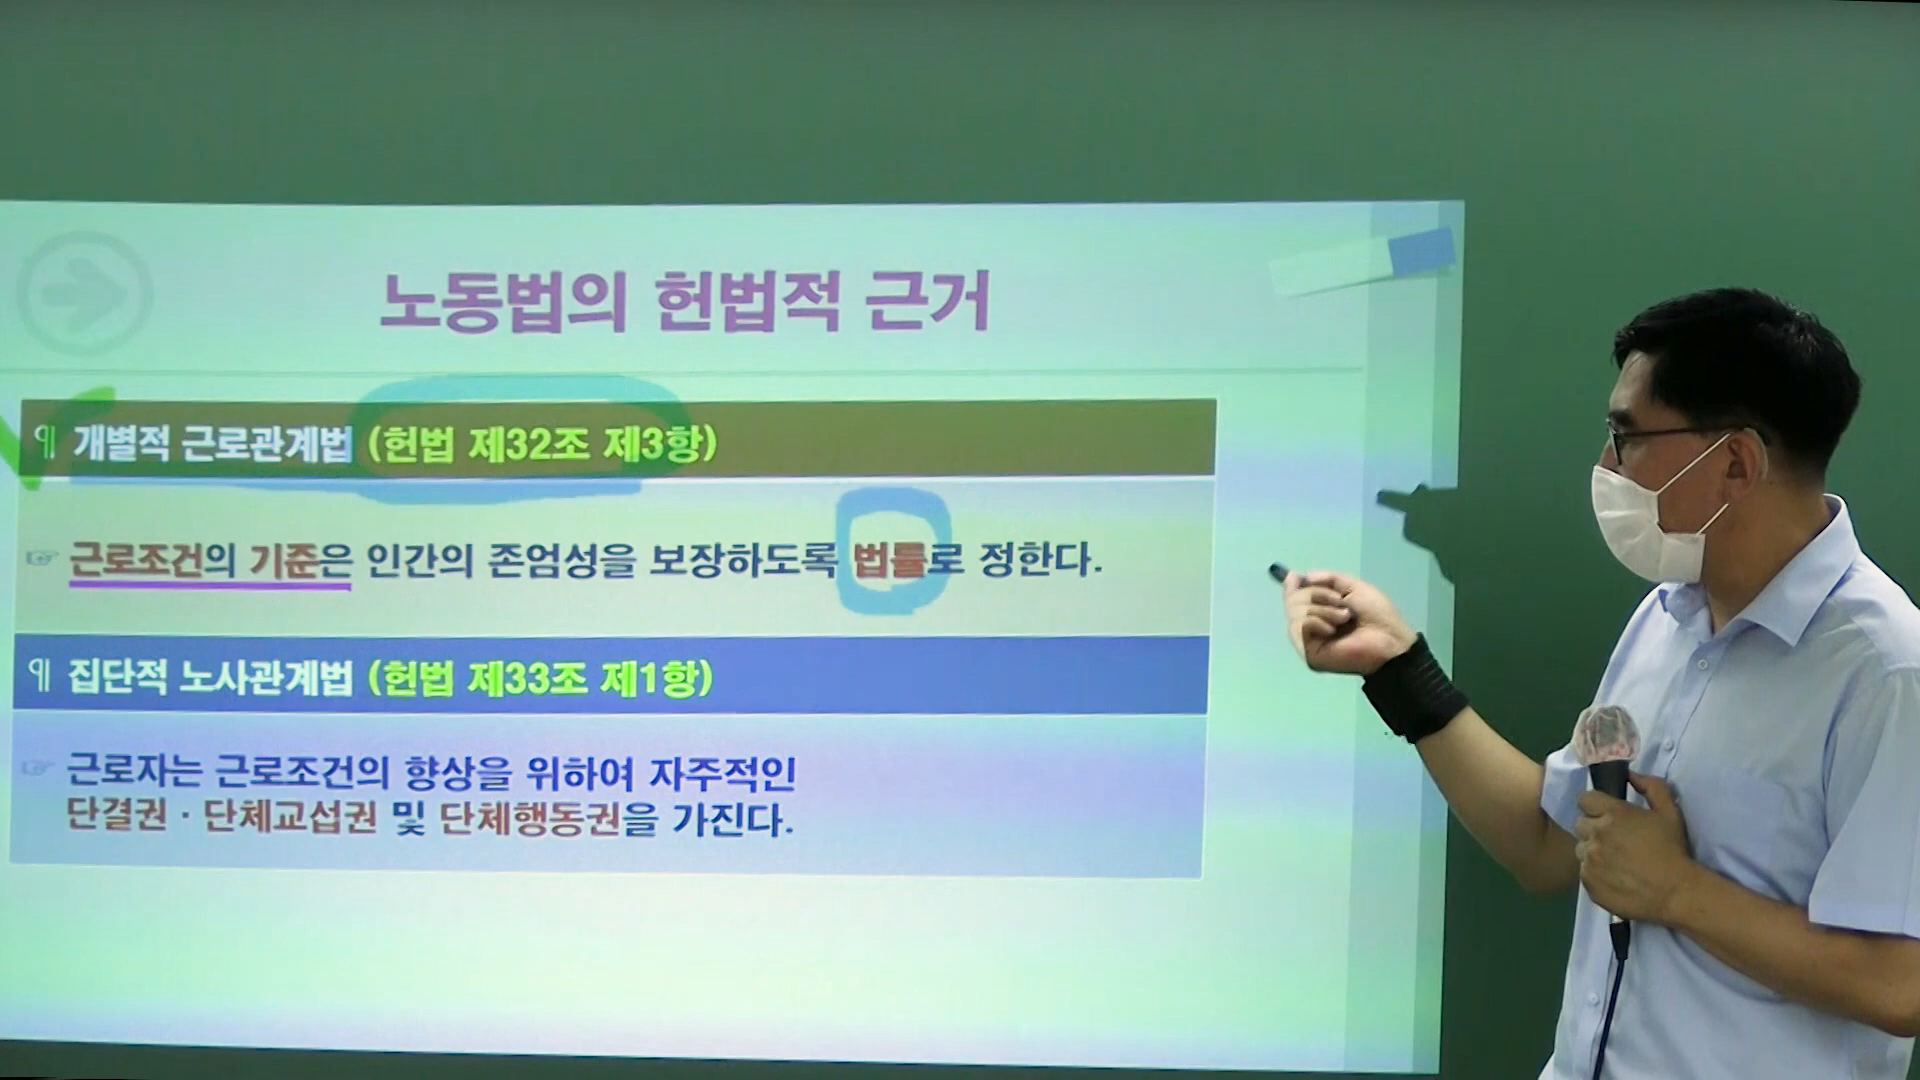 노동법의 헌법적 근거
¶ 개별적 근로관계법 (헌법 제32조 제3항)
☞ 근로조건의 기준은 인간의 존엄성을 보장하도록 법률로 정한다.
¶ 집단적 노사관계법 (헌법 제33조 제1항)
☞ 근로자는 근로조건의 향상을 위하여 자주적인
단결권 · 단체교섭권 및 단체행동권을 가진다.